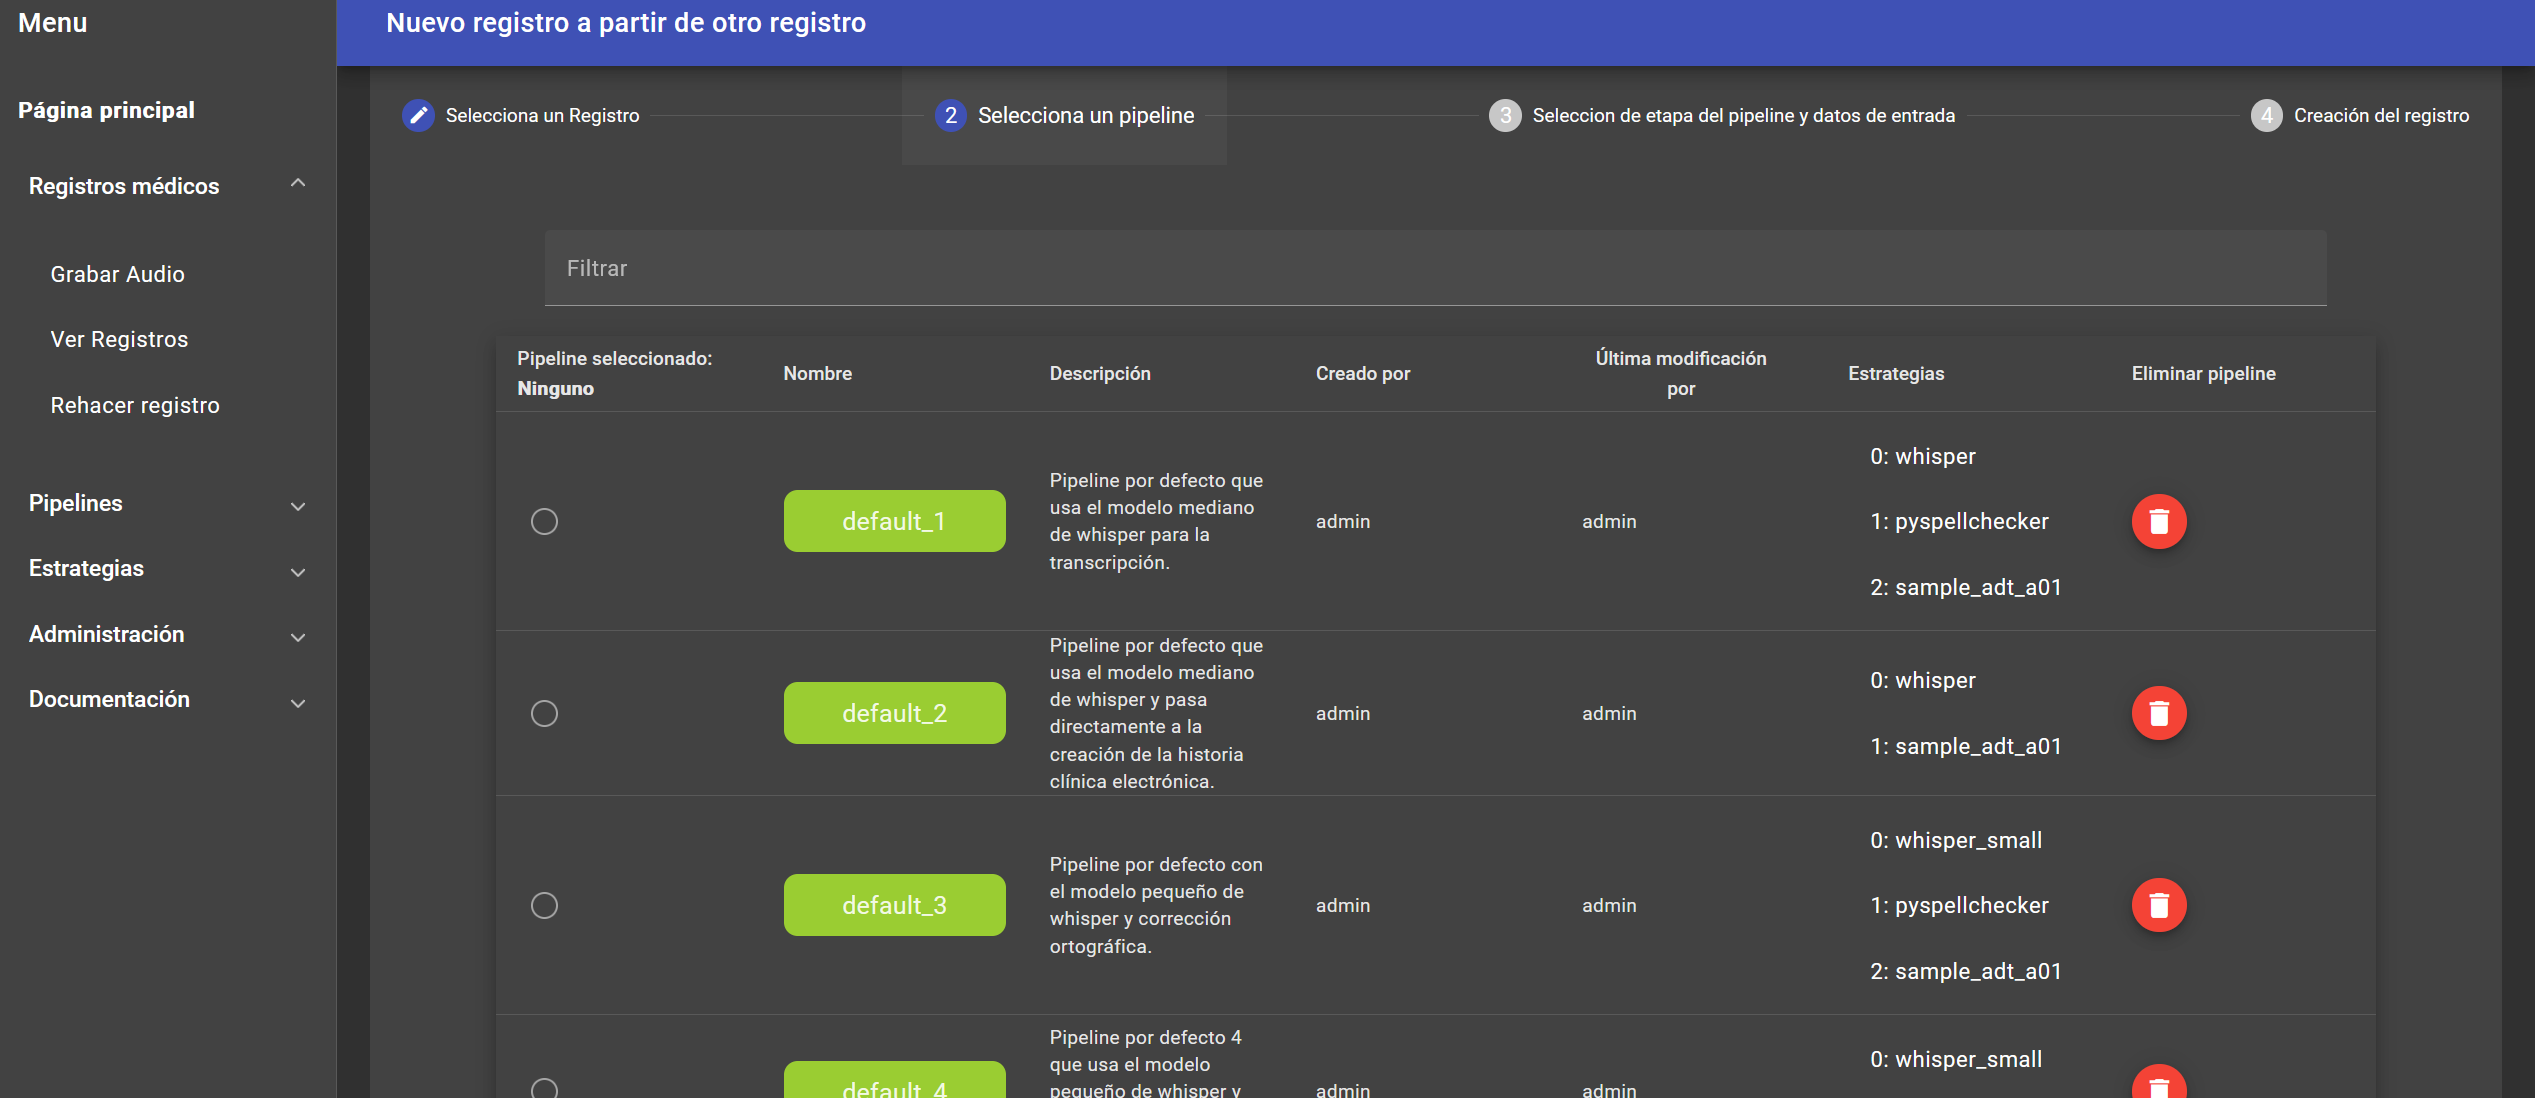 Menu
Nuevo registro a partir de otro registro
Página principal
Registros médicos
Grabar Audio
Ver Registros
Rehacer registro
Pipelines
Estrategias
Administración
Documentación
Selecciona un Registro
2 Selecciona un pipeline
3 Seleccion de etapa del pipeline y datos de entrada
4 Creación del registro
Filtrar
Pipeline seleccionado:
Ninguno
Nombre
Descripción
Creado por
Última modificación
por
Estrategias
Eliminar pipeline
default_1
Pipeline por defecto que
usa el modelo mediano
de whisper para la
transcripción.
admin
admin
0: whisper
1: pyspellchecker
2: sample_adt_a01
default_2
Pipeline por defecto que
usa el modelo mediano
de whisper y pasa
directamente a la
creación de la historia
clínica electrónica.
admin
admin
0: whisper
1: sample_adt_a01
default_3
Pipeline por defecto con
el modelo pequeño de
whisper y corrección
ortográfica.
admin
admin
0: whisper_small
1: pyspellchecker
2: sample_adt_a01
default_4
Pipeline por defecto 4
que usa el modelo
pequeño de whisper y
admin
admin
0: whisper_small